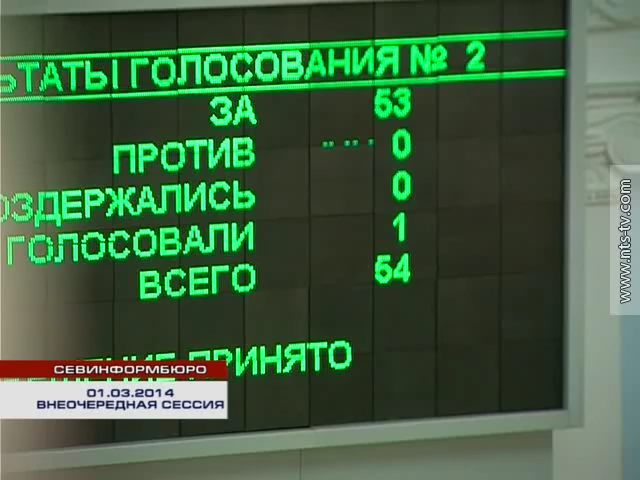 ЛЬТАТЫ ГОЛОСОВАНИЯ № 2
ЗА 53
ПРОТИВ 0
ОЗДЕРЖАЛИСЬ 0
ГОЛОСОВАЛИ 1
ВСЕГО 54
ПРИНЯТО
СЕВИНФОРМБЮРО
01.03.2014
ВНЕОЧЕРЕДНАЯ СЕССИЯ
www.nts-tv.com